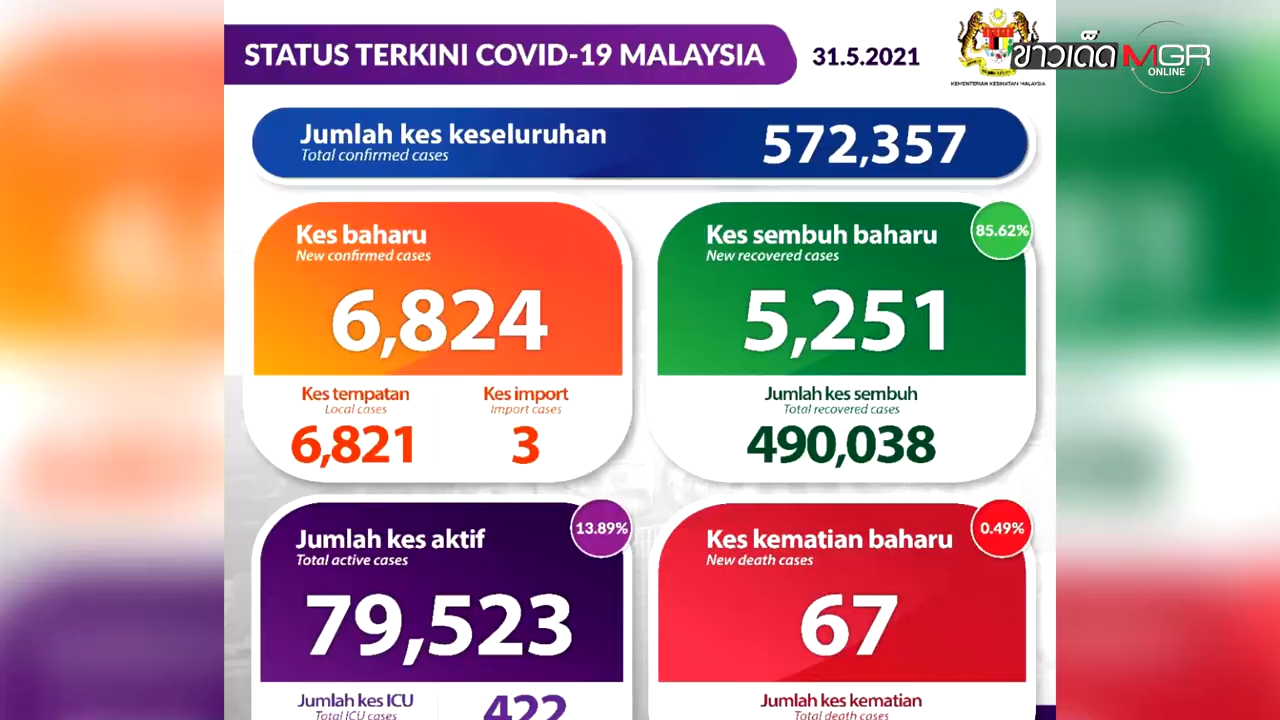 STATUS TERKINI COVID-19 MALAYSIA
31.5.2021
KEMENTERIAN KESIHATAN MALAYSIA
ข่าวเด็ด MGR
ONLINE
Jumlah kes keseluruhan
Total confirmed cases
572,357
Kes baharu
New confirmed cases
6,824
Kes tempatan
Local cases
6,821
Kes import
Import cases
3
Kes sembuh baharu
New recovered cases
85.62%
5,251
Jumlah kes sembuh
Total recovered cases
490,038
Jumlah kes aktif
Total active cases
13.89%
79,523
Jumlah kes ICU
Total ICU cases
422
Kes kematian baharu
New death cases
0.49%
67
Jumlah kes kematian
Total death cases